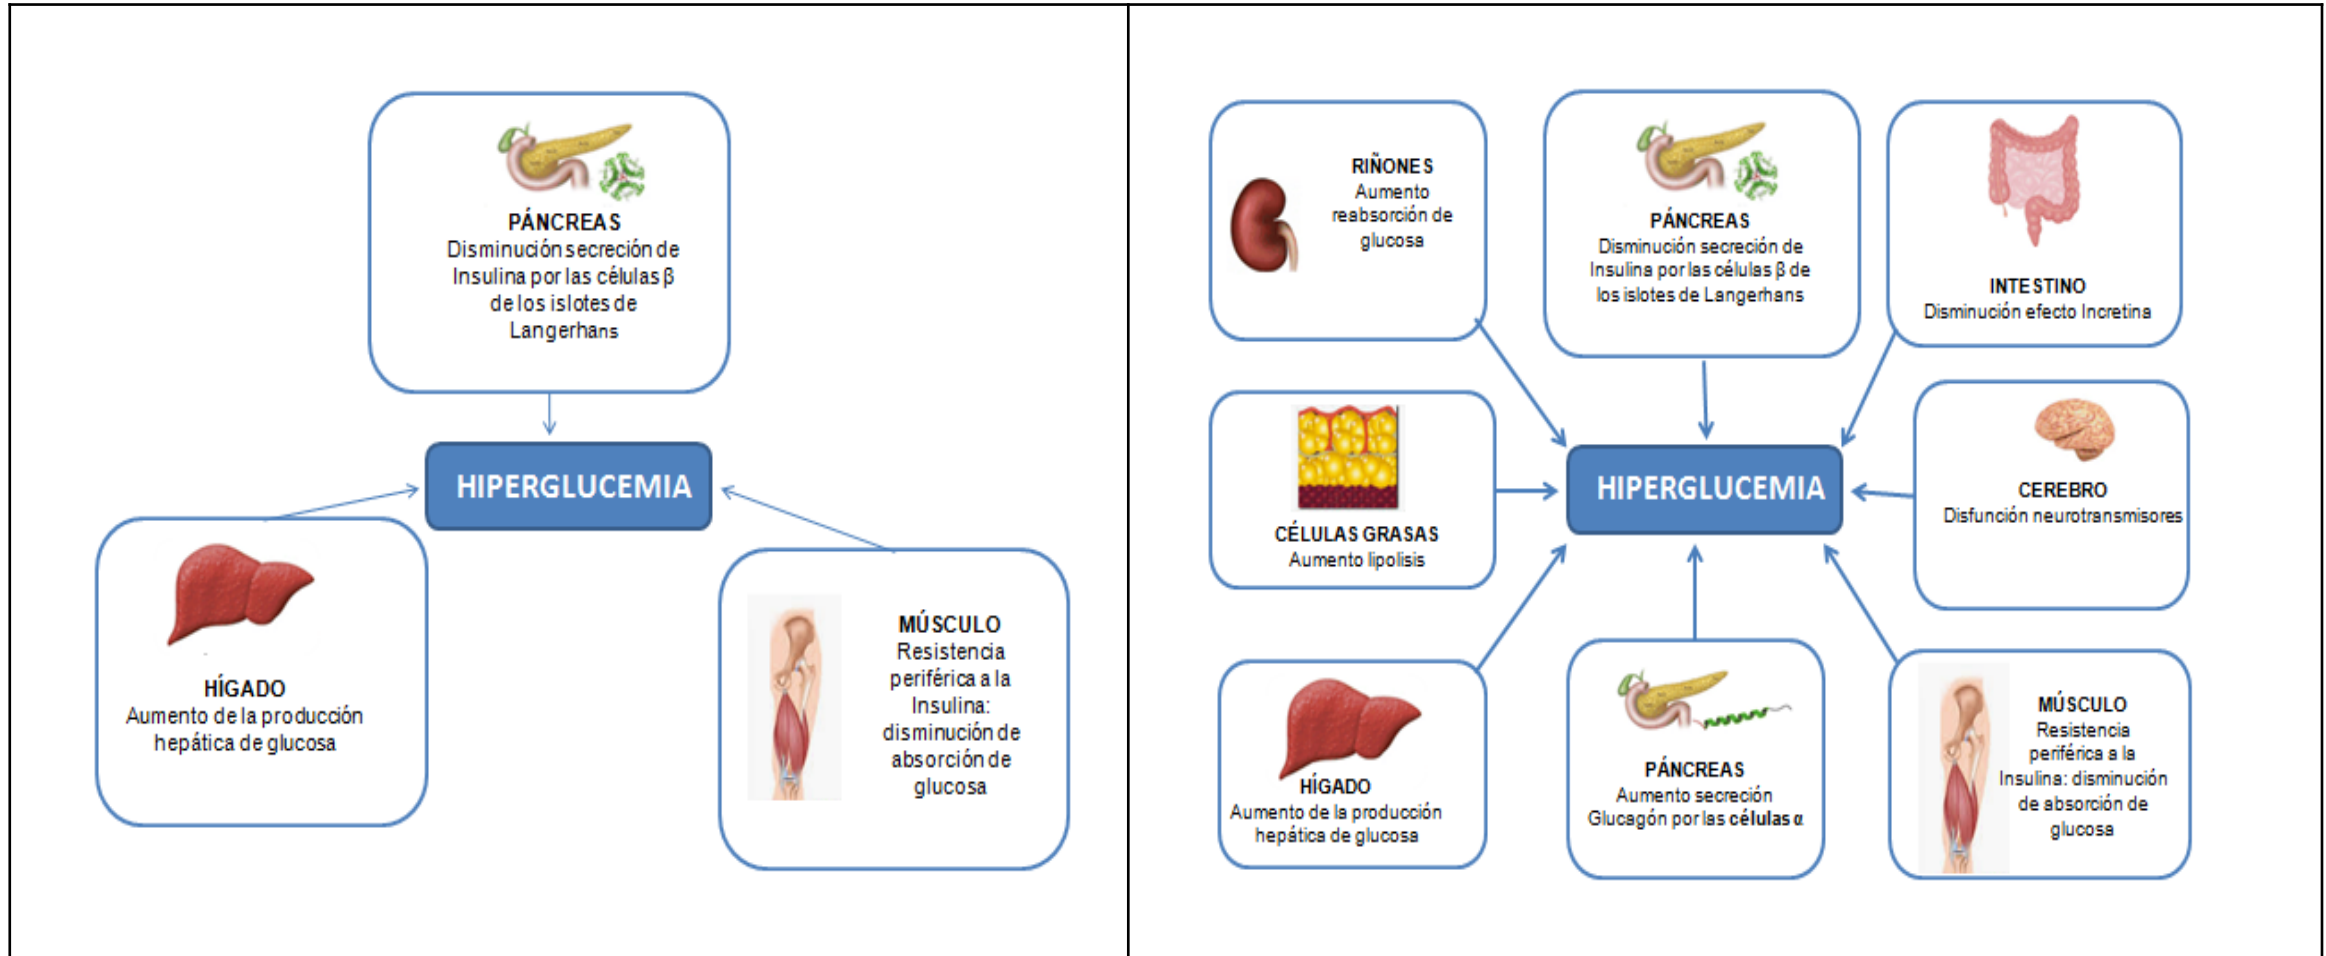 PÁNCREAS
Disminución secreción de
Insulina por las células β
de los islotes de
Langerhans
HIPERGLUCEMIA
HÍGADO
Aumento de la producción
hepática de glucosa
MÚSCULO
Resistencia
periférica a la
Insulina:
disminución de
absorción de
glucosa
RIÑONES
Aumento
reabsorción de
glucosa
PÁNCREAS
Disminución secreción de
Insulina por las células β de
los islotes de Langerhans
INTESTINO
Disminución efecto Incretina
CÉLULAS GRASAS
Aumento lipolisis
HIPERGLUCEMIA
CEREBRO
Disfunción neurotransmisores
HÍGADO
Aumento de la producción
hepática de glucosa
PÁNCREAS
Aumento secreción
Glucagón por las células α
MÚSCULO
Resistencia
periférica a la
Insulina: disminución
de absorción de
glucosa